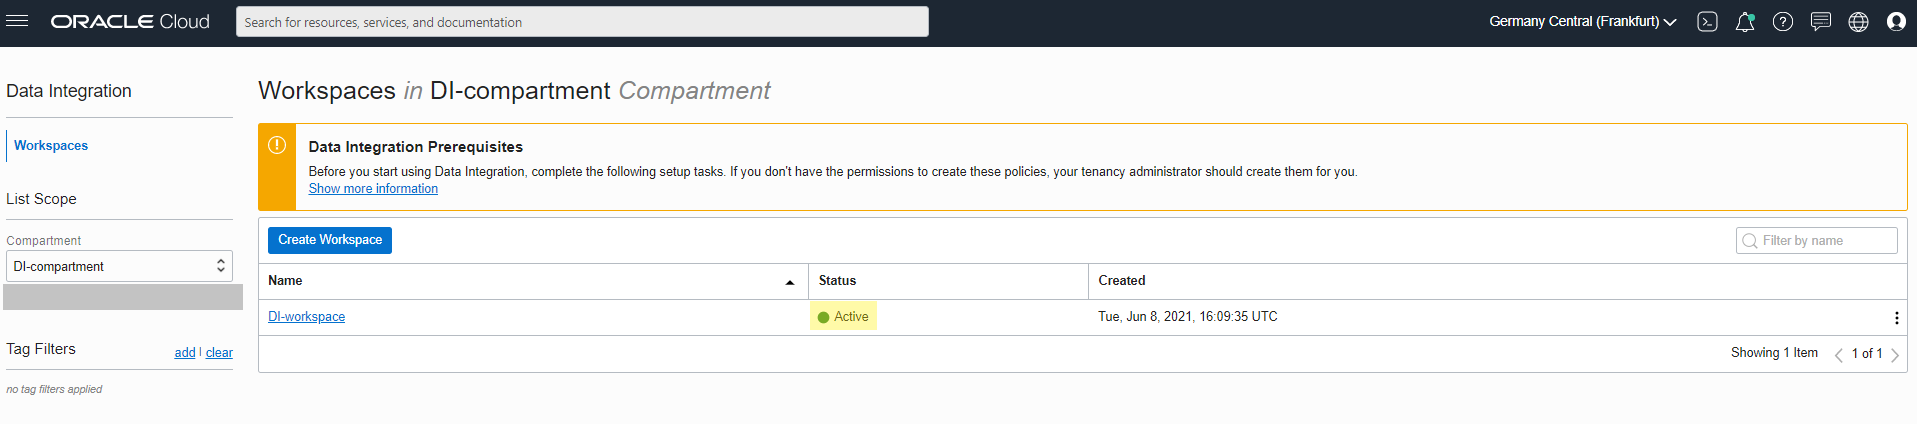 ORACLE Cloud
Search for resources, services, and documentation
Germany Central (Frankfurt)
Data Integration
Workspaces
List Scope
Compartment
DI-compartment
Tag Filters
add | clear
no tag filters applied
Workspaces in DI-compartment Compartment
Data Integration Prerequisites
Before you start using Data Integration, complete the following setup tasks. If you don't have the permissions to create these policies, your tenancy administrator should create them for you.
Show more information
Create Workspace
Filter by name
Name Status Created
DI-workspace Active Tue, Jun 8, 2021, 16:09:35 UTC
Showing 1 Item < 1 of 1 >